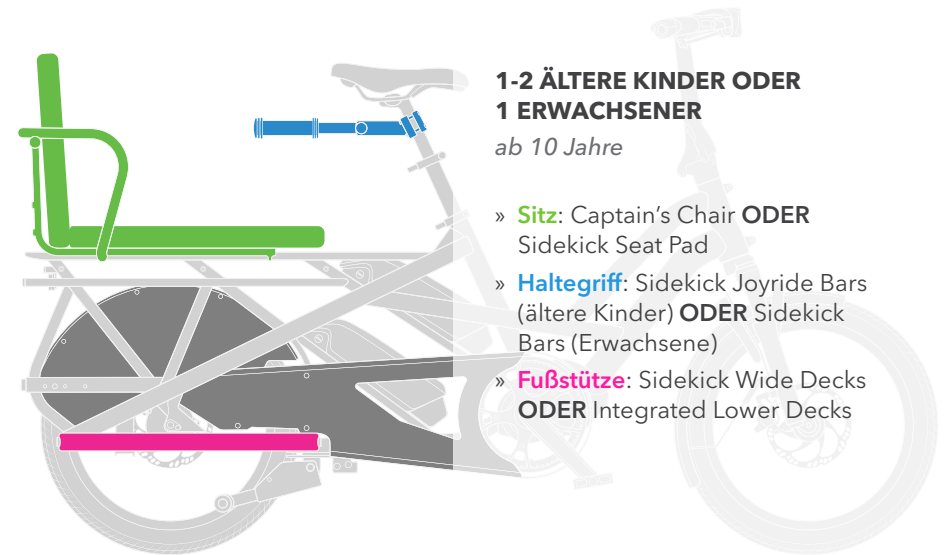 1-2 ÄLTERE KINDER ODER
1 ERWACHSENER
ab 10 Jahre
» Sitz: Captain’s Chair ODER
Sidekick Seat Pad
» Haltegriff: Sidekick Joyride Bars
(ältere Kinder) ODER Sidekick
Bars (Erwachsene)
» Fußstütze: Sidekick Wide Decks
ODER Integrated Lower Decks